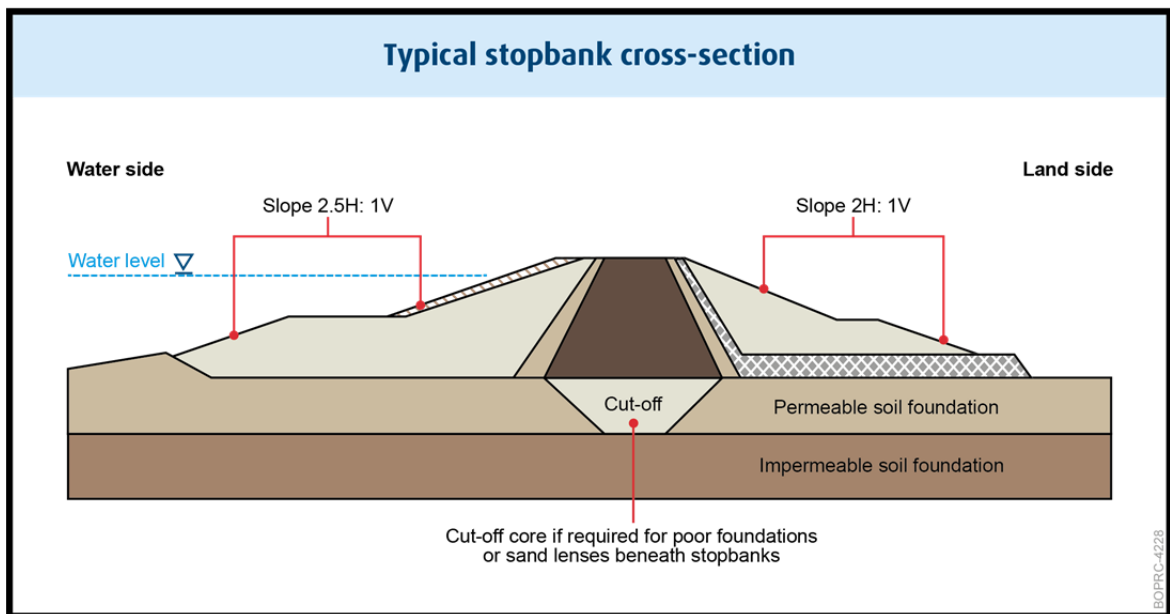 Typical stopbank cross-section
Water side
Land side
Slope 2.5H: 1V
Slope 2H: 1V
Water level
Cut-off
Permeable soil foundation
Impermeable soil foundation
Cut-off core if required for poor foundations
or sand lenses beneath stopbanks
BOPRC-4228